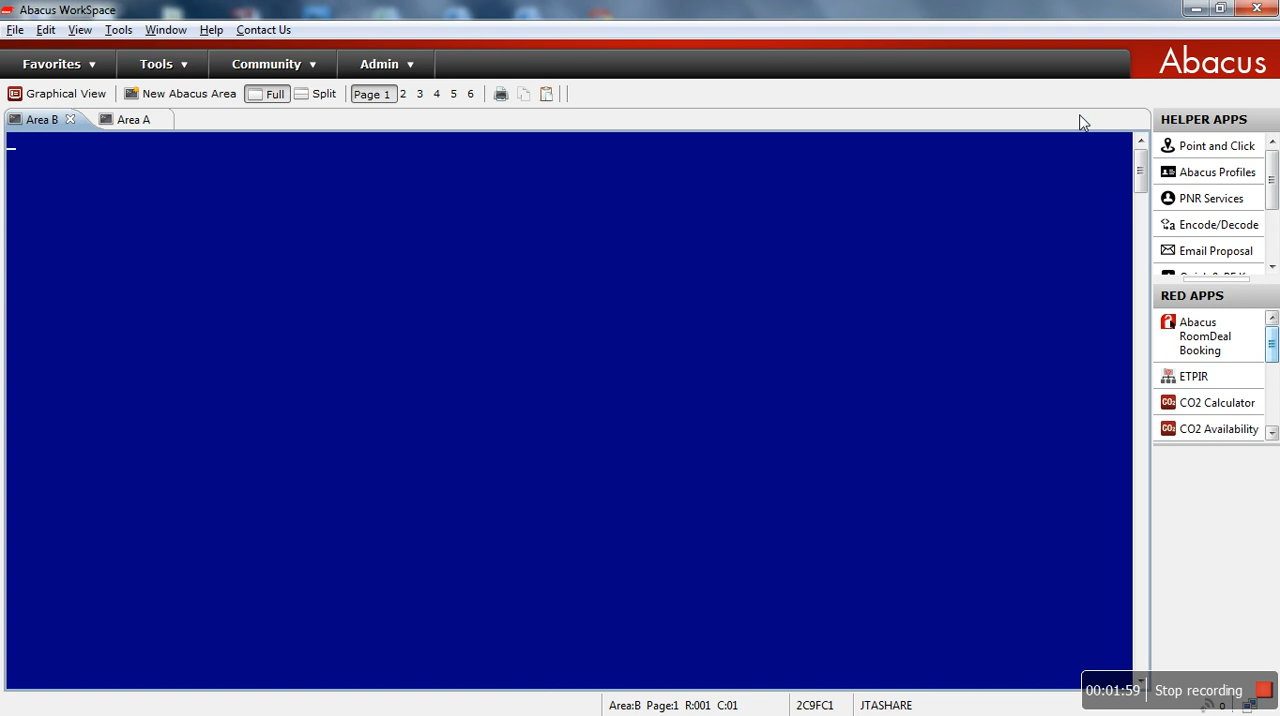 Abacus WorkSpace
File Edit View Tools Window Help Contact Us
Favorites Tools Community Admin
Abacus
Graphical View New Abacus Area Full Split Page 1 2 3 4 5 6
Area B Area A
HELPER APPS
Point and Click
Abacus Profiles
PNR Services
Encode/Decode
Email Proposal
RED APPS
Abacus
RoomDeal
Booking
ETPIR
CO2 Calculator
CO2 Availability
00:01:59 Stop recording
Area:B Page:1 R:001 C:01 2C9FC1 JTASHARE 0